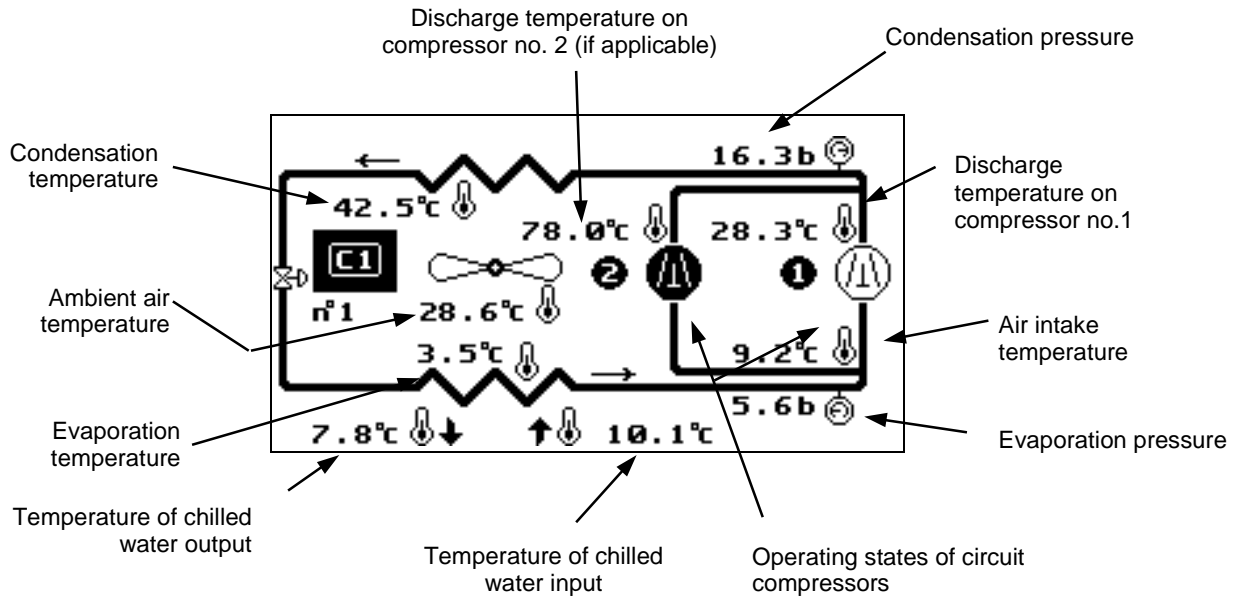 Discharge temperature on
compressor no. 2 (if applicable)
Condensation pressure
Condensation
temperature
16.3b
Discharge
temperature on
compressor no.1
42.5°c
78.0°c
28.3°c
C1
2
1
n°1
Ambient air
temperature
28.6°c
Air intake
temperature
3.5°c
9.2°c
5.6b
Evaporation
temperature
7.8°c
10.1°c
Evaporation pressure
Temperature of chilled
water output
Temperature of chilled
water input
Operating states of circuit
compressors